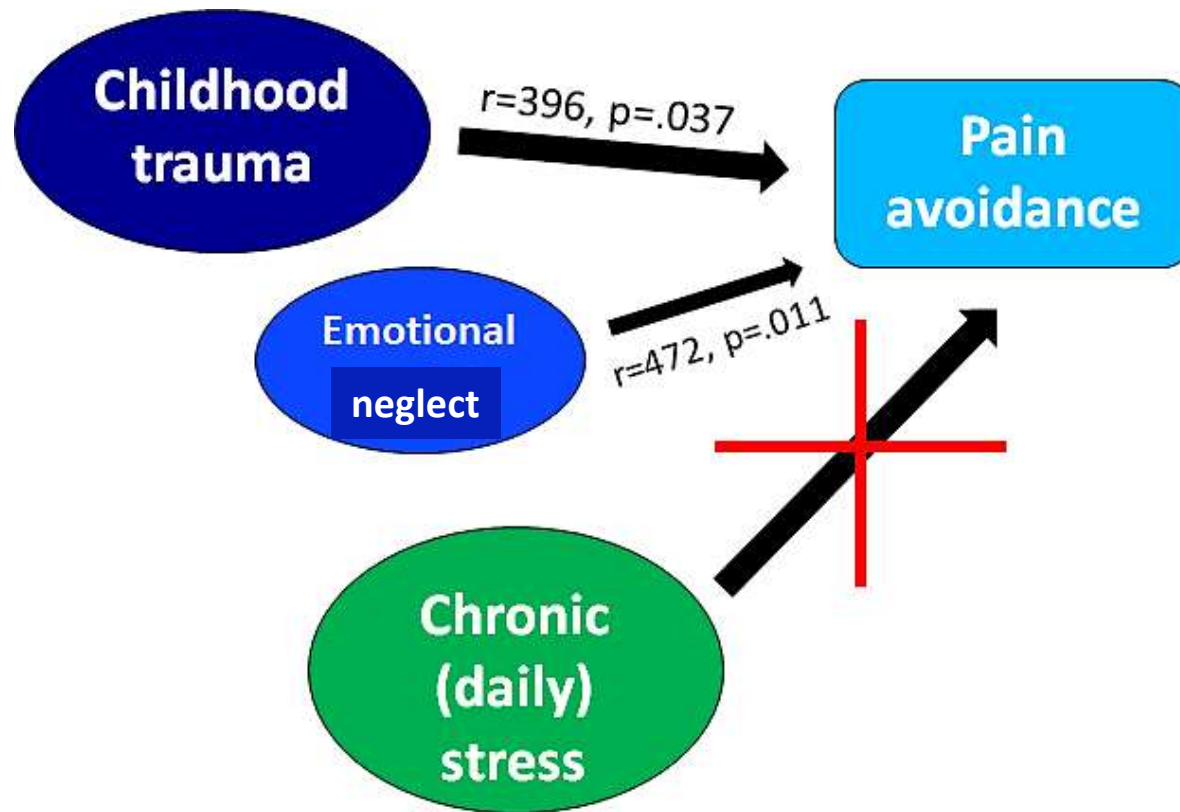 Childhood
trauma
r=396, p=.037
Pain
avoidance
Emotional
neglect
r=472, p=.011
Chronic
(daily)
stress